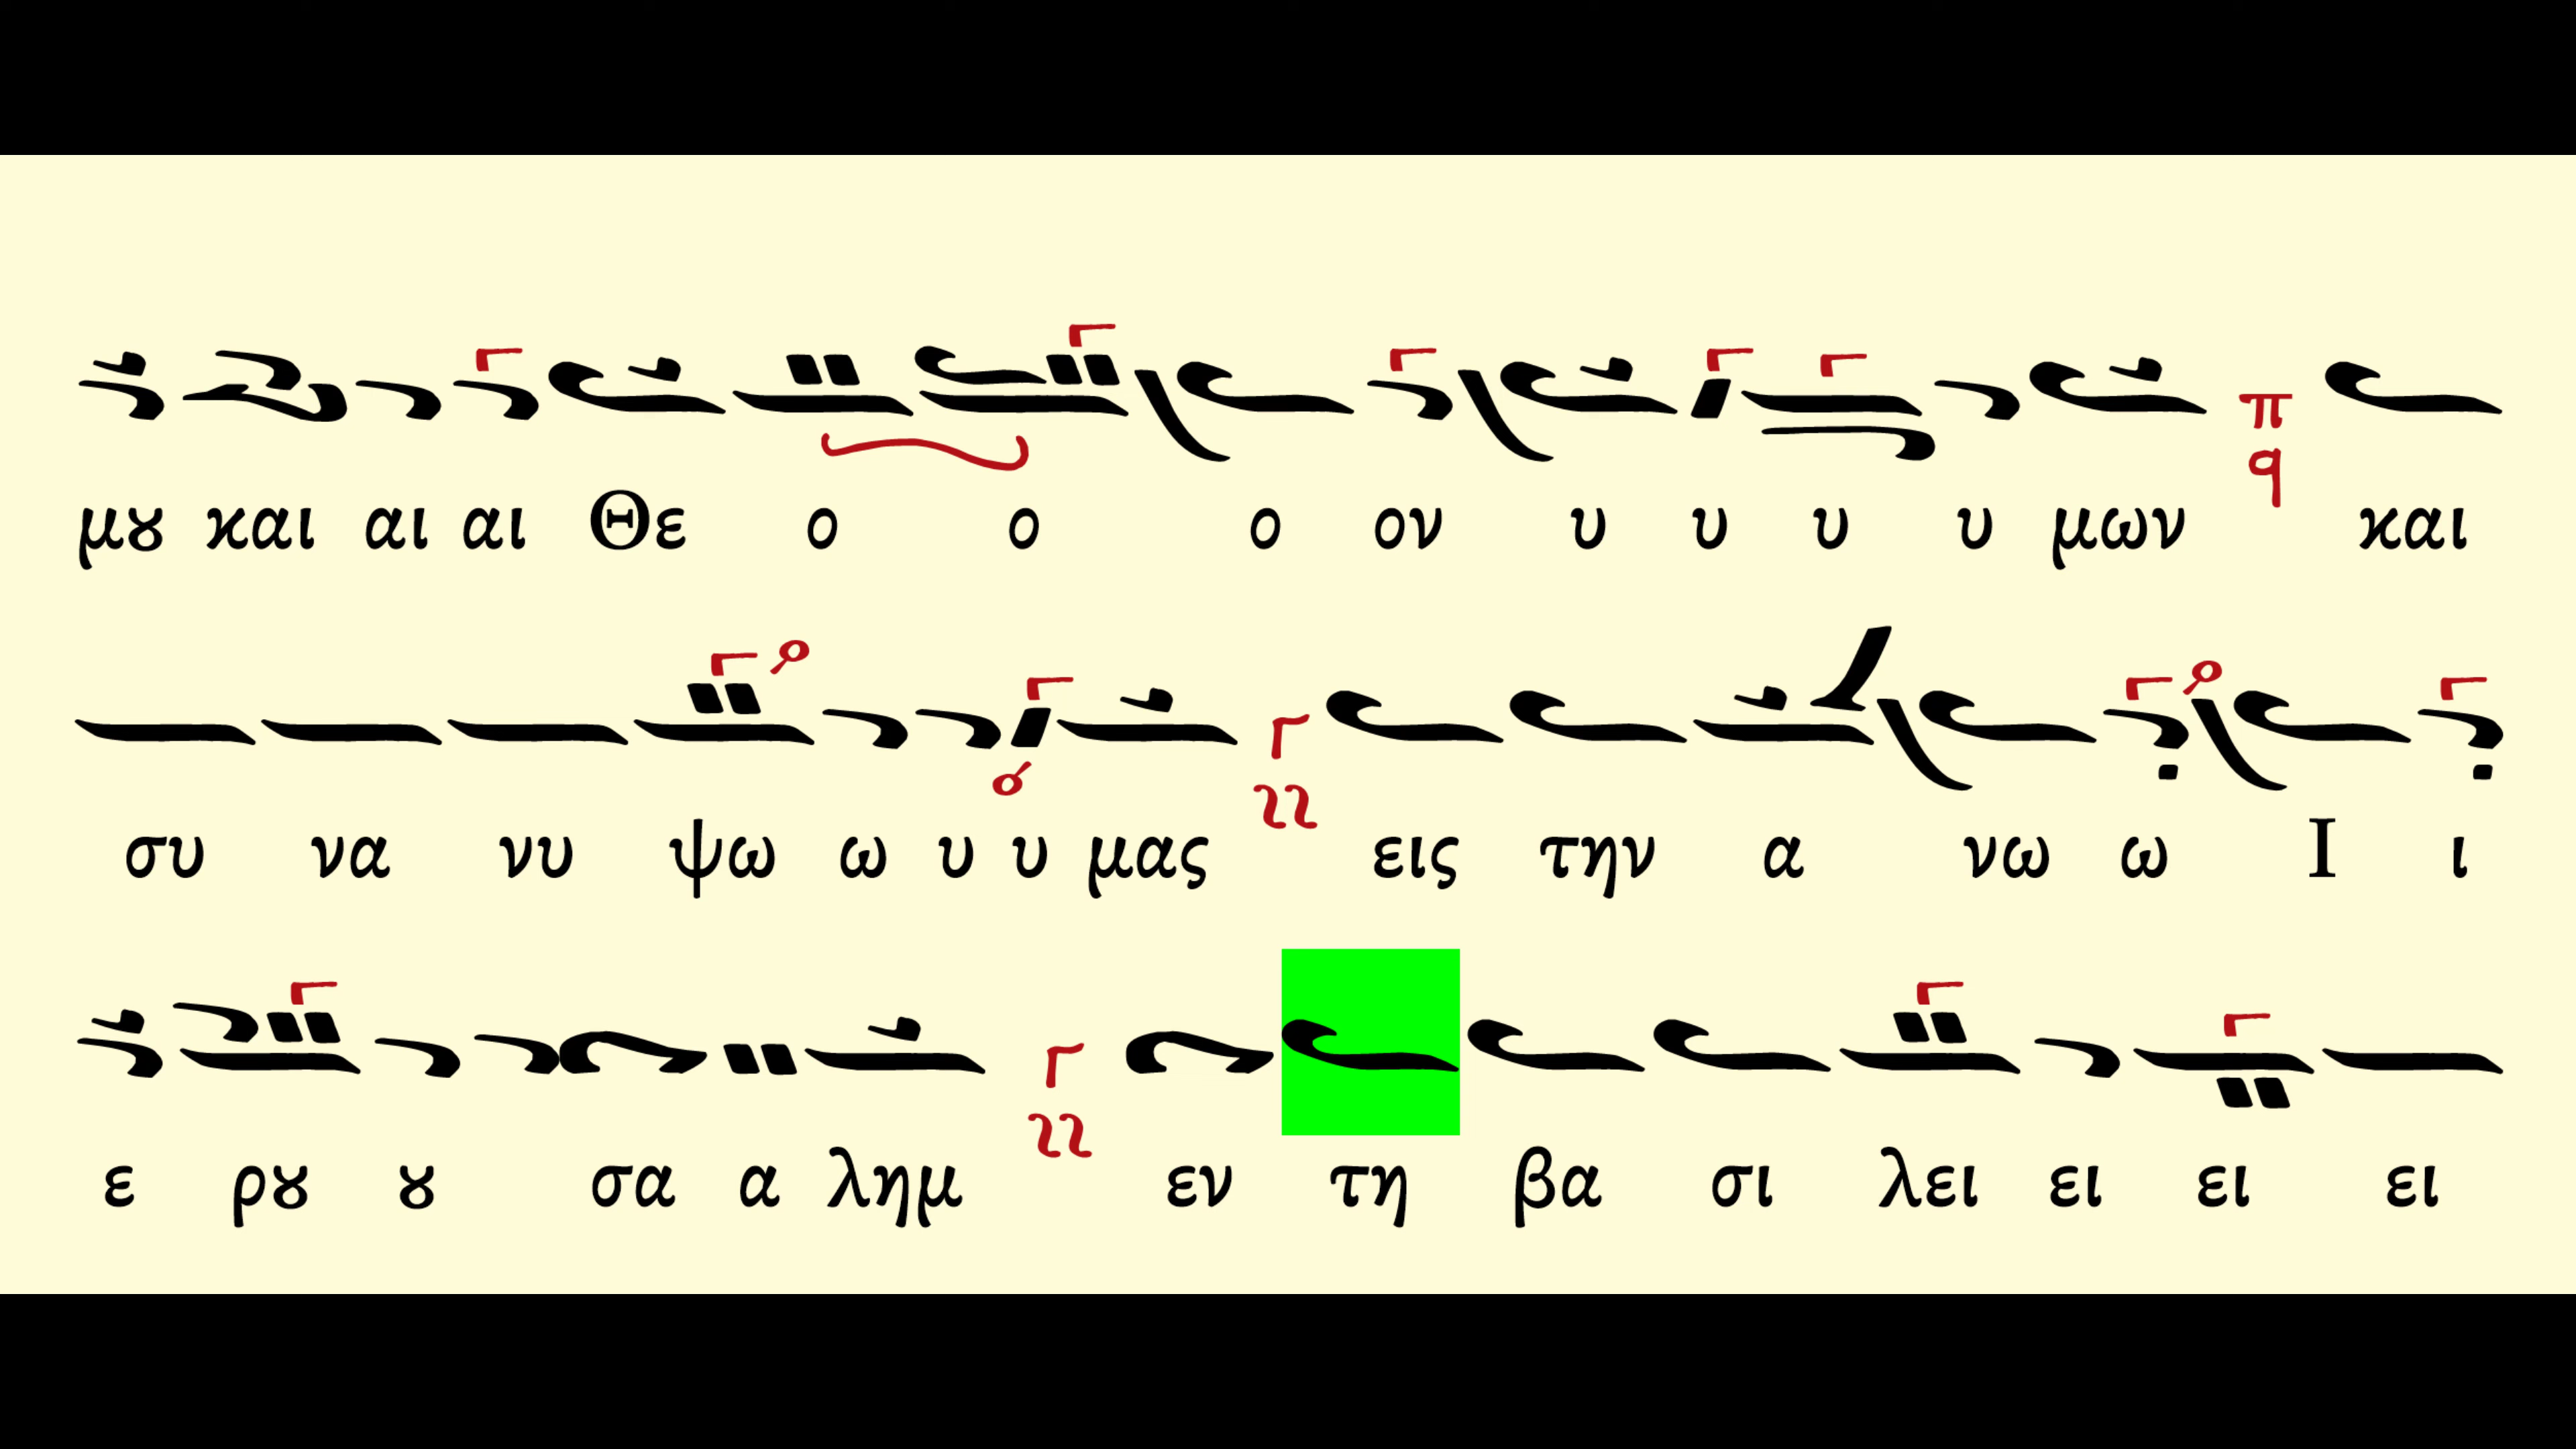 μȣ και αι αι Θε ο ο ο ον υ υ υ υ μων π q και
συ να νυ ψω ω υ υ μας Γ εις την α νω ω Ι ι
ε ρȣ ȣ σα α λημ Γ εν τη βα σι λει ει ει ει